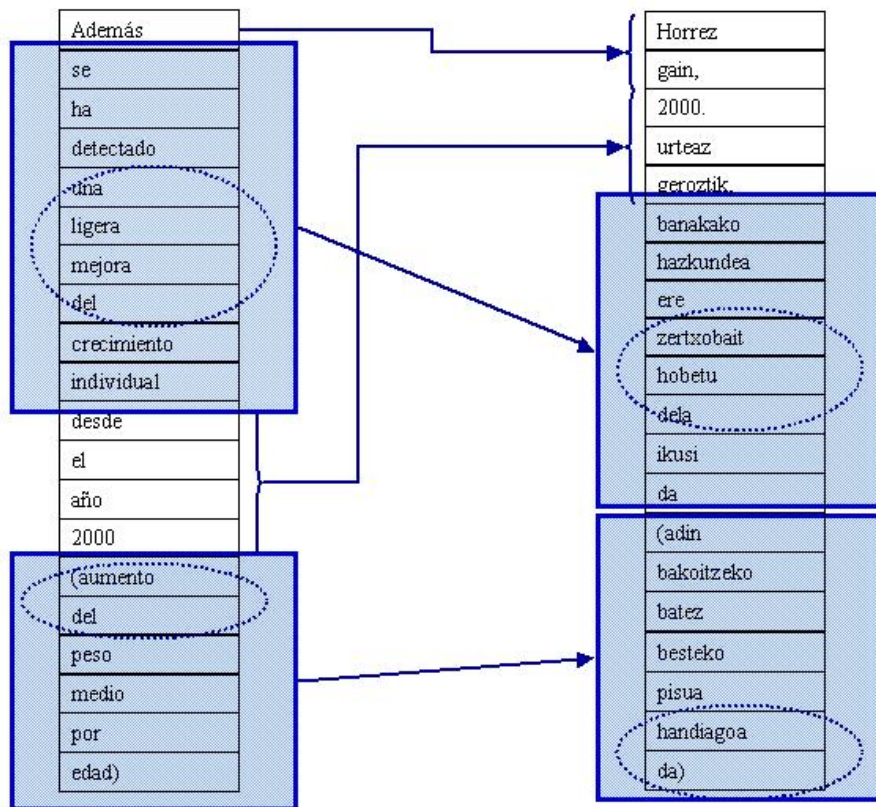 Además
se
ha
detectado
una
ligera
mejora
del
crecimiento
individual
desde
el
año
2000
(aumento
del
peso
medio
por
edad)
Horrez
gain,
2000.
urteaz
geroztik,
banakako
hazkundea
ere
zertxobait
hobetu
dela
ikusi
da
(adin
bakoitzeko
batez
besteko
pisua
handiagoa
da)